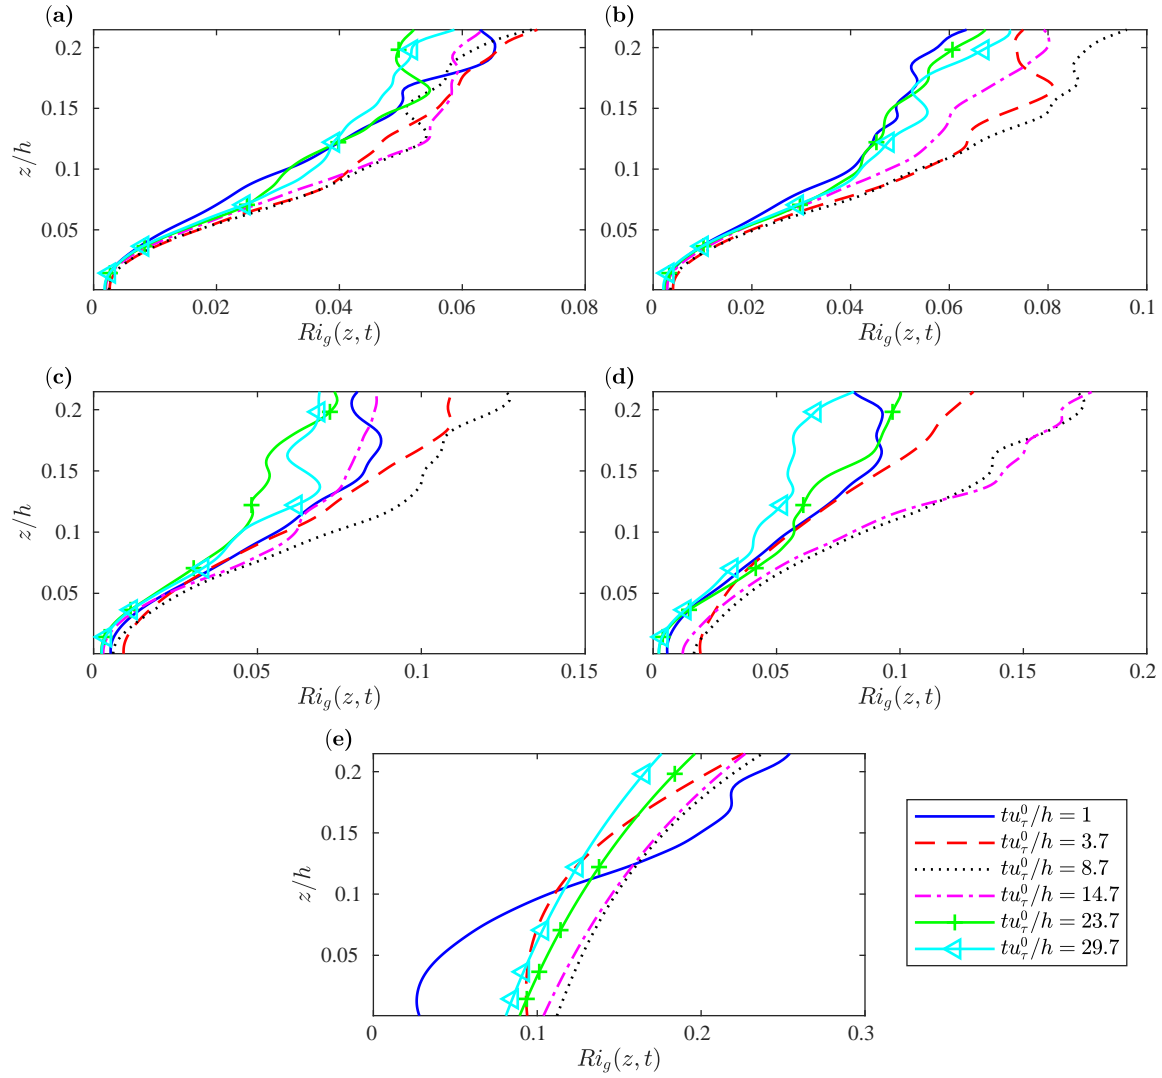 (a)
0.2
0.15
0.1
0.05
z/h
0 0.02 0.04 0.06 0.08
Ri_g(z, t)
(b)
0.2
0.15
0.1
0.05
0 0.02 0.04 0.06 0.08 0.1
Ri_g(z, t)
(c)
0.2
0.15
0.1
0.05
z/h
0 0.05 0.1 0.15
Ri_g(z, t)
(d)
0.2
0.15
0.1
0.05
0 0.05 0.1 0.15 0.2
Ri_g(z, t)
(e)
0.2
0.15
0.1
0.05
z/h
0 0.1 0.2 0.3
Ri_g(z, t)
tu_τ^0/h = 1
tu_τ^0/h = 3.7
tu_τ^0/h = 8.7
tu_τ^0/h = 14.7
tu_τ^0/h = 23.7
tu_τ^0/h = 29.7